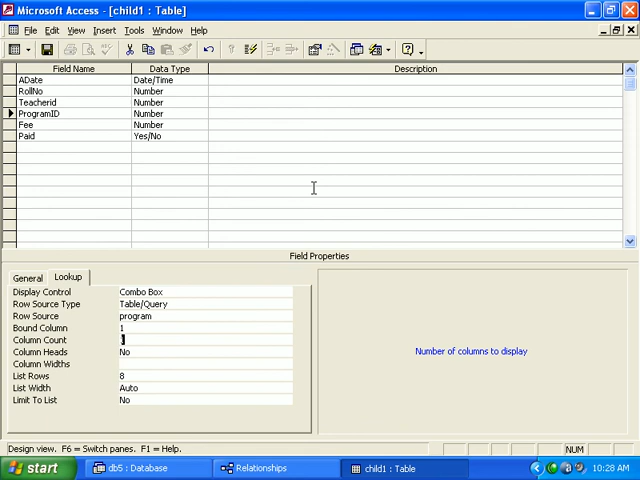 Microsoft Access - [child1 : Table]
File Edit View Insert Tools Window Help
Field Name Data Type Description
ADate Date/Time
RollNo Number
Teacherid Number
ProgramID Number
Fee Number
Paid Yes/No
Field Properties
General Lookup
Display Control Combo Box
Row Source Type Table/Query
Row Source program
Bound Column 1
Column Count
Column Heads No
Column Widths
List Rows 8
List Width Auto
Limit To List No
Number of columns to display
Design view. F6 = Switch panes. F1 = Help. NUM
start db5 : Database Relationships child1 : Table 10:28 AM